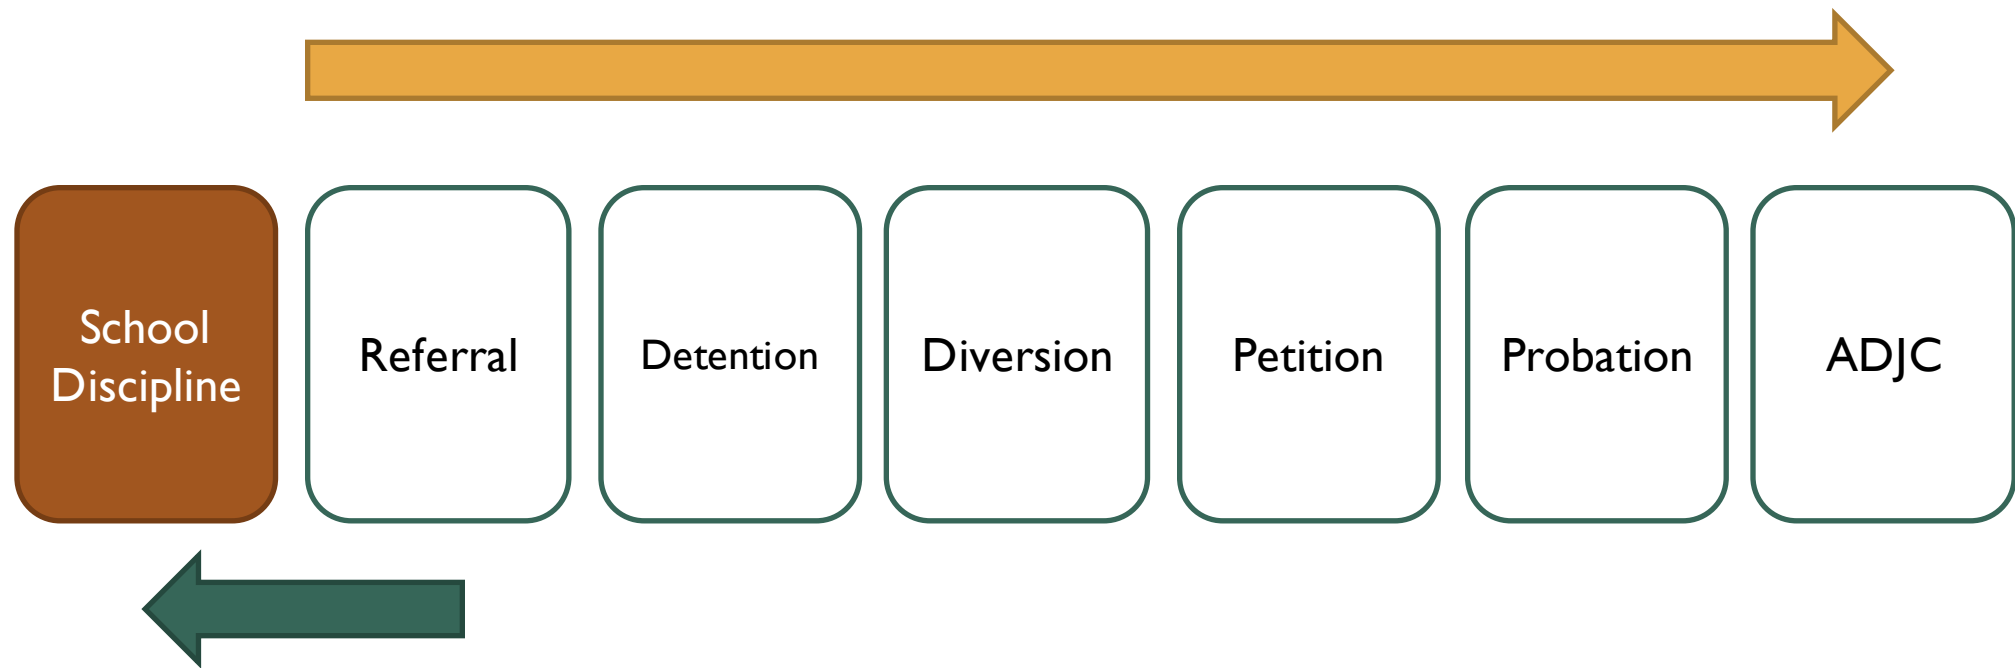 School
Discipline
Referral
Detention
Diversion
Petition
Probation
ADJC